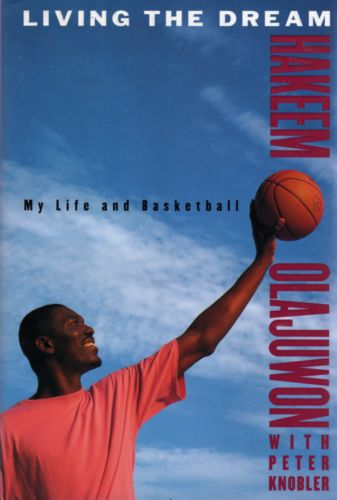 LIVING THE DREAM
HAKEEM OLAJUWON
My Life and Basketball
WITH
PETER
KNOBLER